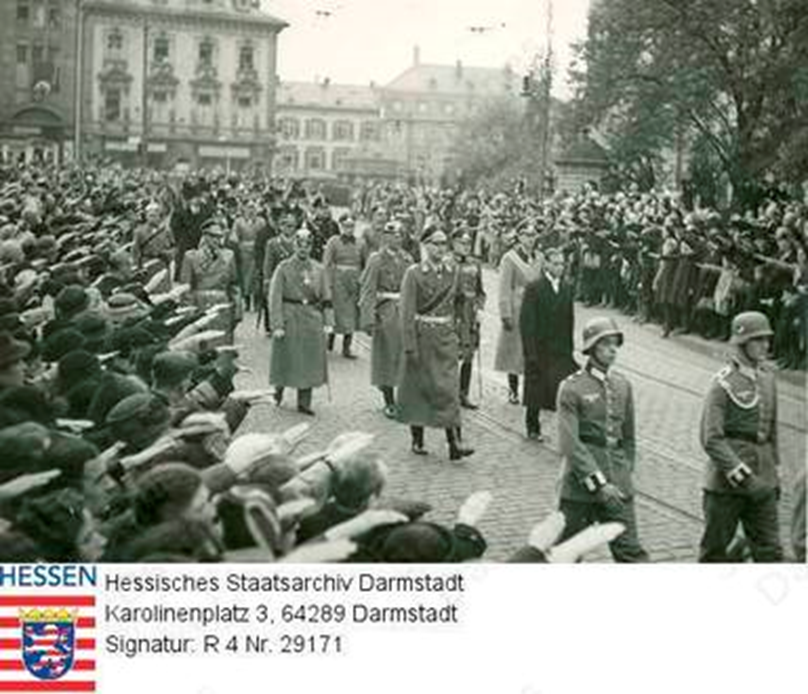 HESSEN
Hessisches Staatsarchiv Darmstadt
Karolinenplatz 3, 64289 Darmstadt
Signatur: R 4 Nr. 29171